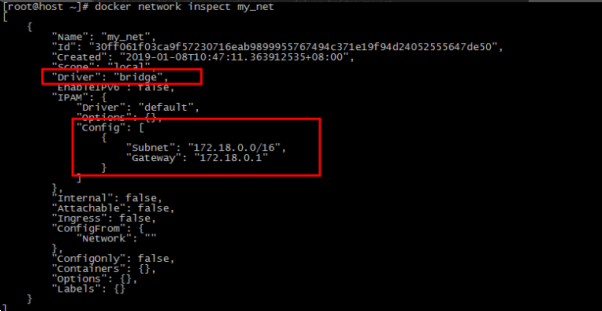 [root@host ~]# docker network inspect my_net
[
{
"Name": "my_net",
"Id": "30ff061f03ca9f57230716eab9899955767494c371e19f94d24052555647de50",
"Created": "2019-01-08T10:47:11.363912535+08:00",
"Scope": "local",
"Driver": "bridge",
"EnableIPv6": false,
"IPAM": {
"Driver": "default",
"Options": {},
"Config": [
{
"Subnet": "172.18.0.0/16",
"Gateway": "172.18.0.1"
}
]
},
"Internal": false,
"Attachable": false,
"Ingress": false,
"ConfigFrom": {
"Network": ""
},
"ConfigOnly": false,
"Containers": {},
"Options": {},
"Labels": {}
}
]